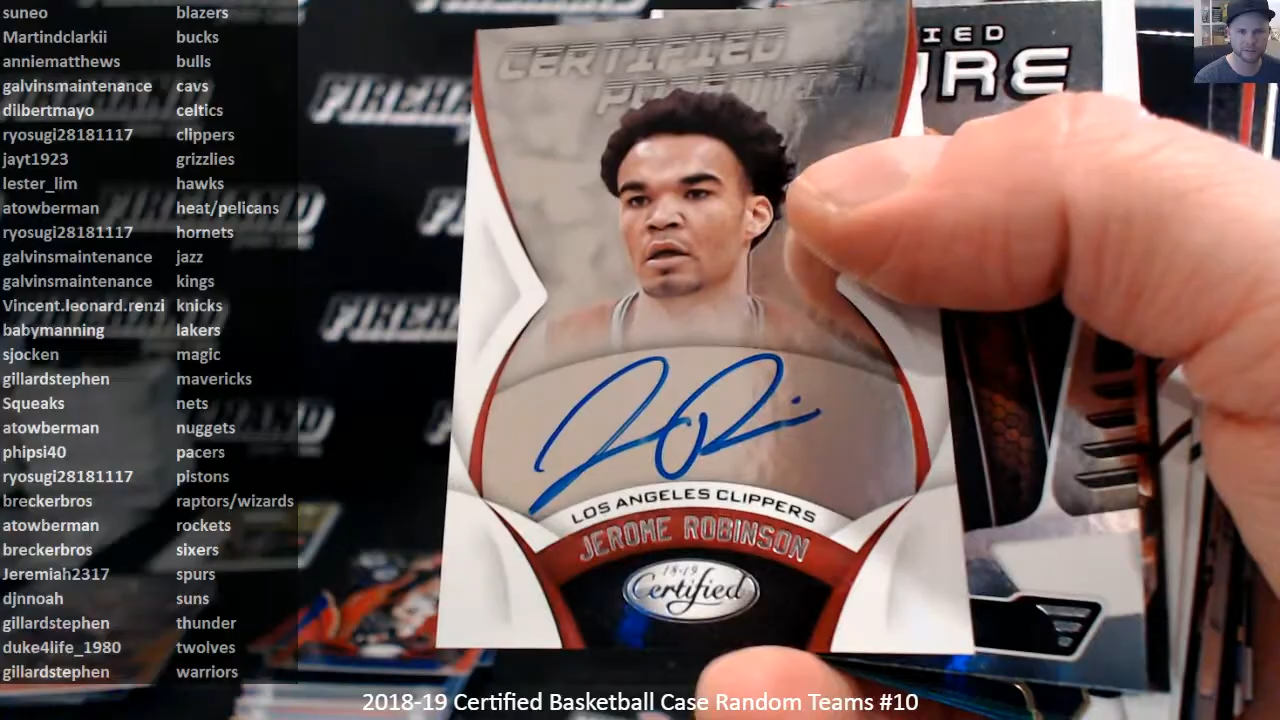 suneo blazers
Martindclarkii bucks
anniematthews bulls
galvinsmaintenance cavs
dilbertmayo celtics
ryosugi28181117 clippers
jayt1923 grizzlies
lester_lim hawks
atowberman heat/pelicans
ryosugi28181117 hornets
galvinsmaintenance jazz
galvinsmaintenance kings
Vincent.leonard.renzi knicks
babymanning lakers
sjocken magic
gillardstephen mavericks
Squeaks nets
atowberman nuggets
phipsi40 pacers
ryosugi28181117 pistons
breckerbros raptors/wizards
atowberman rockets
breckerbros sixers
Jeremiah2317 spurs
djnnoah suns
gillardstephen thunder
duke4life_1980 twolves
gillardstephen warriors
CERTIFIED
LOS ANGELES CLIPPERS
JEROME ROBINSON
18-19
Certified
2018-19 Certified Basketball Case Random Teams #10